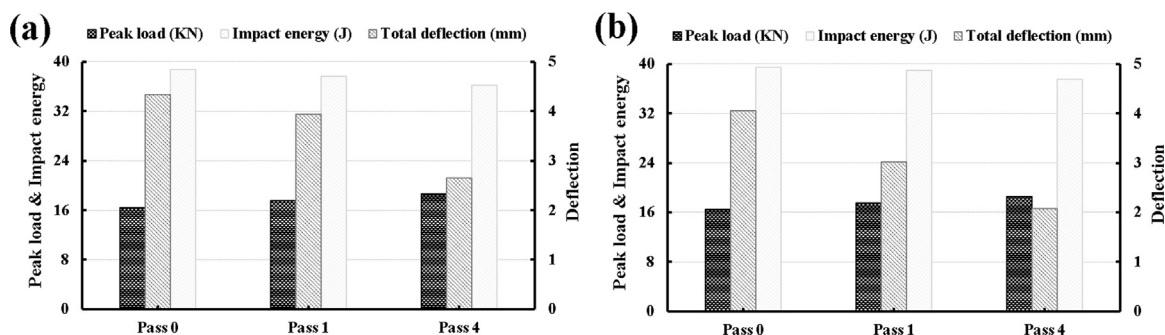 (a)
Peak load (KN) Impact energy (J) Total deflection (mm)
Peak load & Impact energy
40
32
24
16
8
0
5
4
3
2
1
0
Deflection
Pass 0 Pass 1 Pass 4
(b)
Peak load (KN) Impact energy (J) Total deflection (mm)
Peak load & Impact energy
40
32
24
16
8
0
5
4
3
2
1
0
Deflection
Pass 0 Pass 1 Pass 4